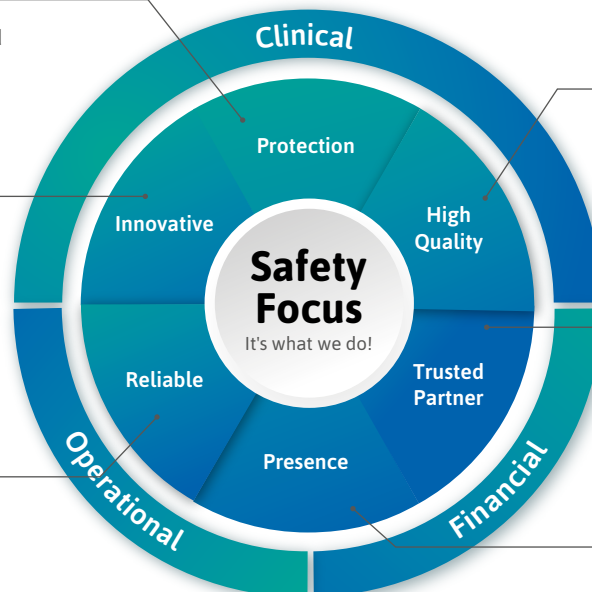 Clinical
Protection
Innovative
High
Quality
Safety
Focus
It's what we do!
Reliable
Trusted
Partner
Presence
Operational
Financial